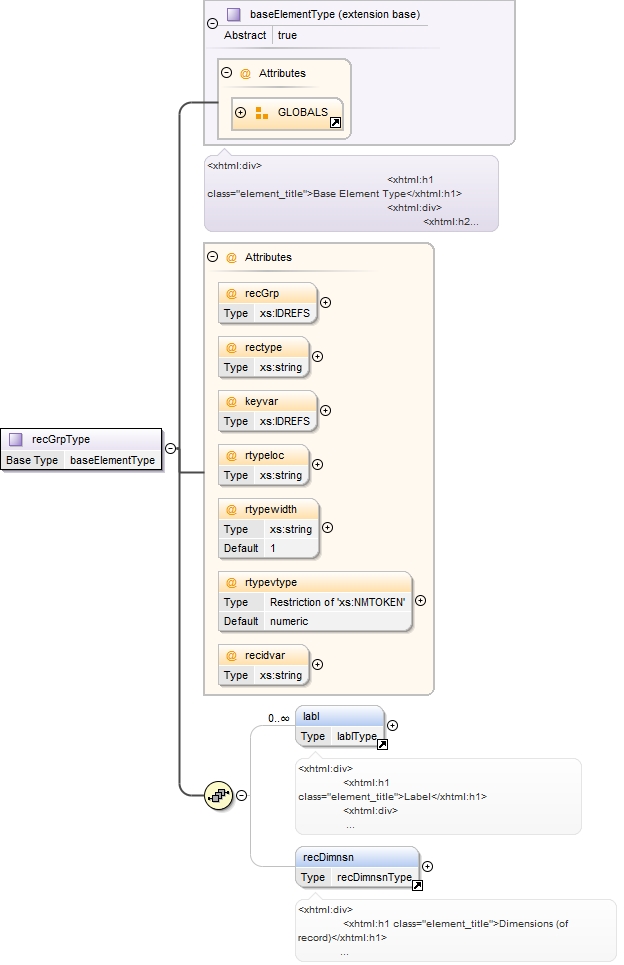 baseElementType (extension base)
Abstract true
@ Attributes
GLOBALS
<xhtml:div>
<xhtml:h1
class="element_title">Base Element Type</xhtml:h1>
<xhtml:div>
<xhtml:h2...
@ Attributes
@ recGrp
Type xs:IDREFS
@ rectype
Type xs:string
@ keyvar
Type xs:IDREFS
recGrpType
Base Type baseElementType
@ rtypeloc
Type xs:string
@ rtypewidth
Type xs:string
Default 1
@ rtypevtype
Type Restriction of 'xs:NMTOKEN'
Default numeric
@ recidvar
Type xs:string
0..∞
labl
Type lablType
<xhtml:div>
<xhtml:h1
class="element_title">Label</xhtml:h1>
<xhtml:div>
...
recDimnsn
Type recDimnsnType
<xhtml:div>
<xhtml:h1 class="element_title">Dimensions (of
record)</xhtml:h1>
...